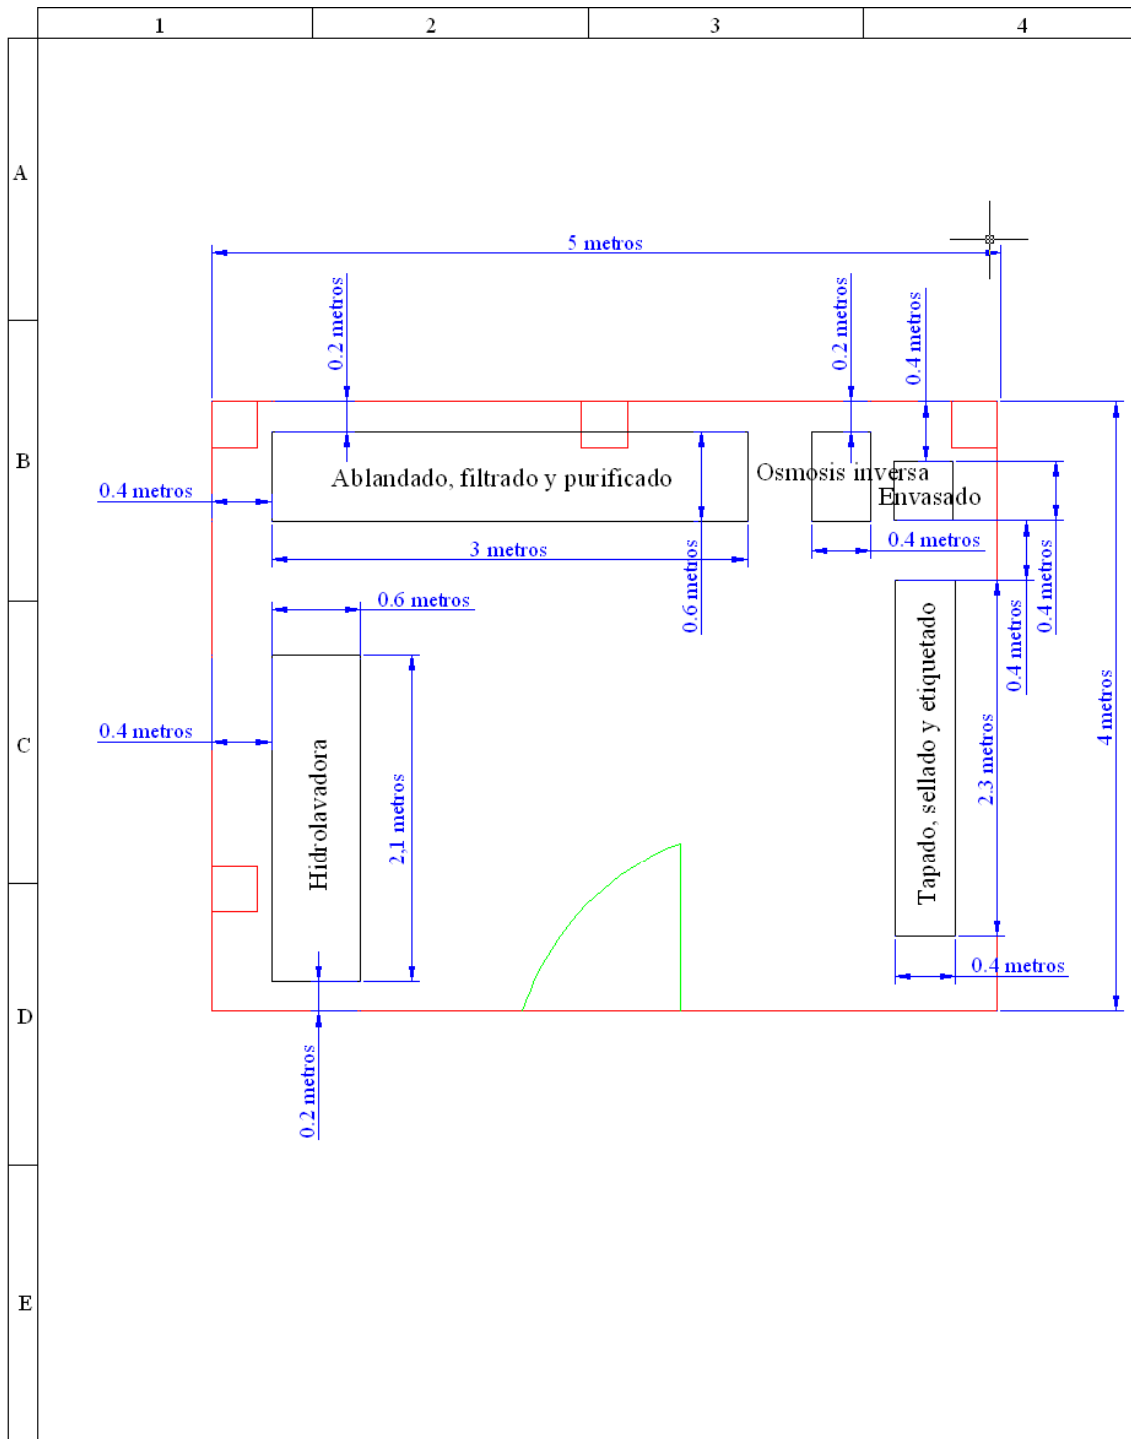 1
2
3
4
A
5 metros
0.2 metros
0.2 metros
0.4 metros
B
Ablandado, filtrado y purificado
Osmosis inversa
Envasado
0.4 metros
3 metros
0.4 metros
0.6 metros
0.6 metros
0.4 metros
0.4 metros
C
0.4 metros
Hidrolavadora
2,1 metros
Tapado, sellado y etiquetado
2.3 metros
4 metros
0.4 metros
D
0.2 metros
E